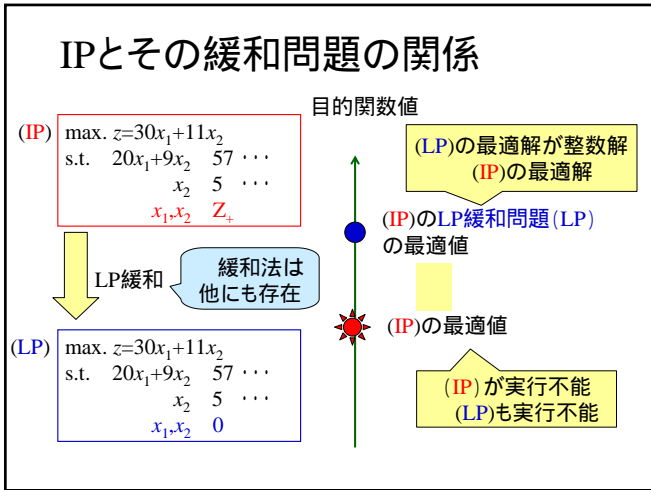 IPとその緩和問題の関係
(IP)
max. z=30x₁+11x₂
s.t. 20x₁+9x₂ 57 ···
x₂ 5 ···
x₁,x₂ Z₊
LP緩和
緩和法は
他にも存在
(LP)
max. z=30x₁+11x₂
s.t. 20x₁+9x₂ 57 ···
x₂ 5 ···
x₁,x₂ 0
目的関数値
(LP)の最適解が整数解
(IP)の最適解
(IP)のLP緩和問題(LP)
の最適値
(IP)の最適値
(IP)が実行不能
(LP)も実行不能